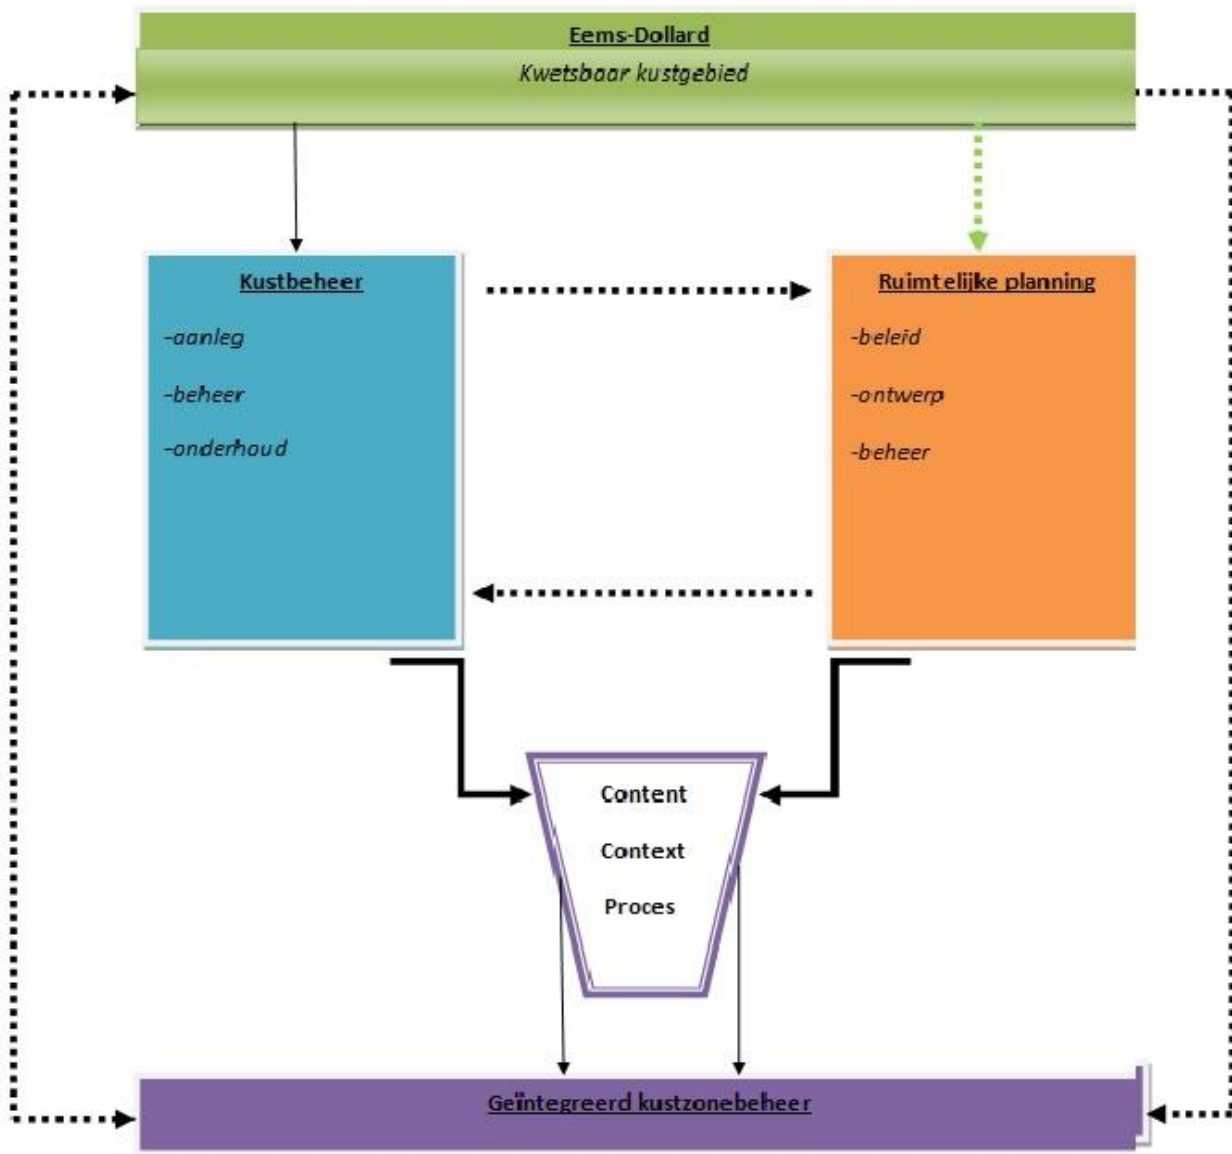 Eems-Dollard
Kwetsbaar kustgebied
Kustbeheer
-aanleg
-beheer
-onderhoud
Ruimtelijke planning
-beleid
-ontwerp
-beheer
Content
Context
Proces
Geïntegreerd kustzonebeheer